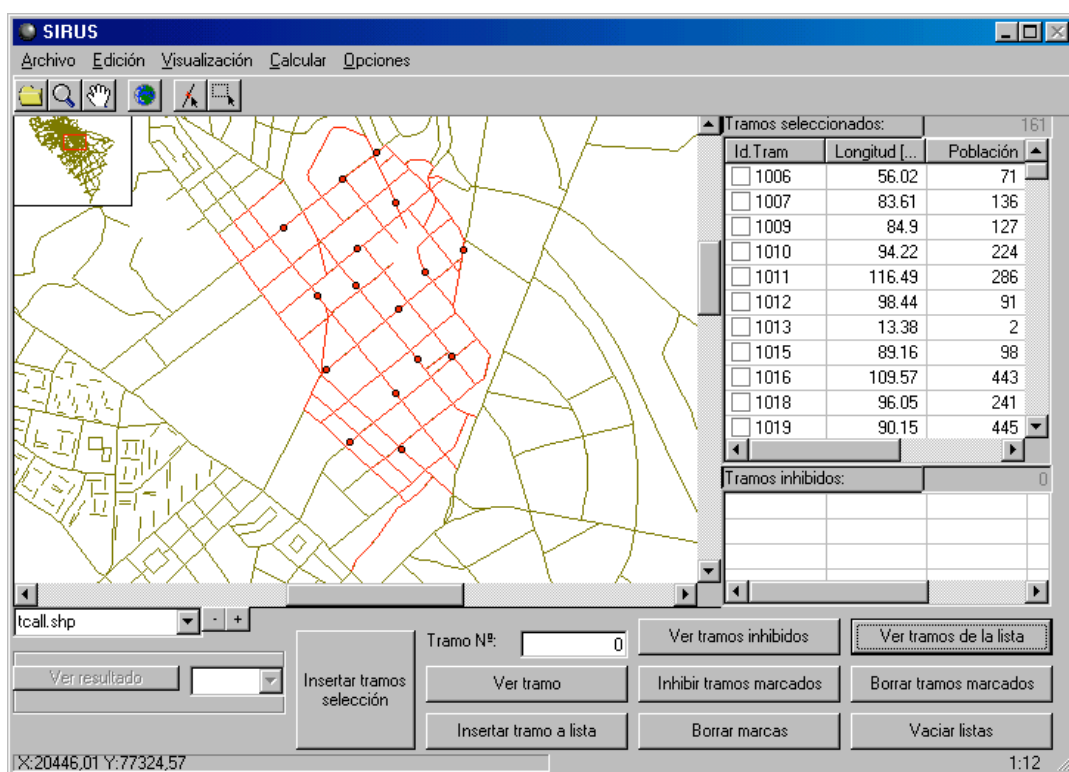 SIRUS
Archivo Edición Visualización Calcular Opciones
Tramos seleccionados: 161
Id.Tram Longitud [... Población
1006 56.02 71
1007 83.61 136
1009 84.9 127
1010 94.22 224
1011 116.49 286
1012 98.44 91
1013 13.38 2
1015 89.16 98
1016 109.57 443
1018 96.05 241
1019 90.15 445
Tramos inhibidos: 0
tcall.shp - +
Ver resultado
Insertar tramos selección
Tramo Nº: 0
Ver tramo
Insertar tramo a lista
Ver tramos inhibidos
Inhibir tramos marcados
Borrar marcas
Ver tramos de la lista
Borrar tramos marcados
Vaciar listas
X:20446,01 Y:77324,57 1:12